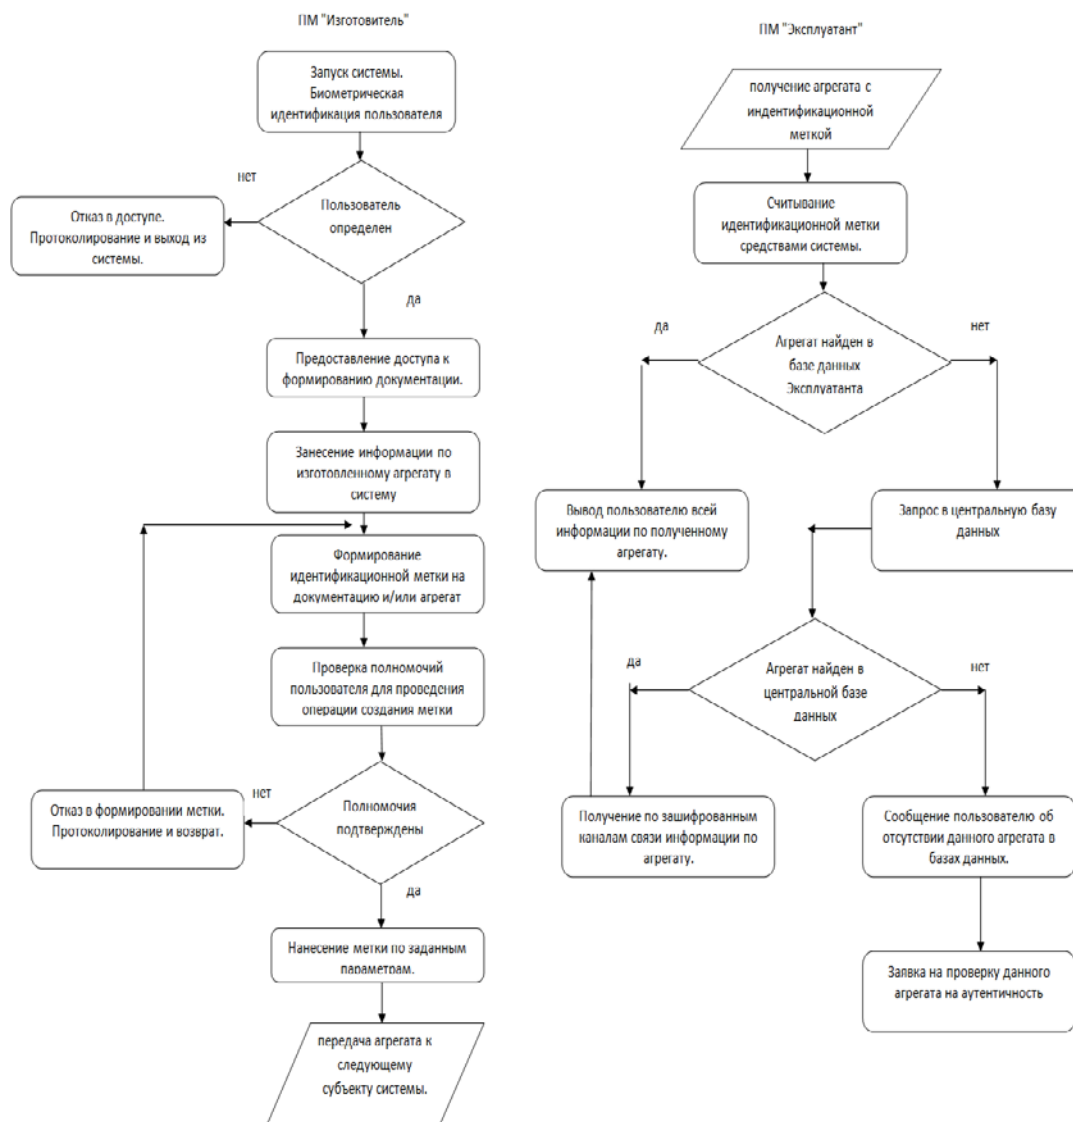 ПМ "Изготовитель"
Запуск системы.
Биометрическая
идентификация пользователя
нет
Пользователь
определен
Отказ в доступе.
Протоколирование и выход из
системы.
да
Предоставление доступа к
формированию документации.
Занесение информации по
изготовленному агрегату в
систему
Формирование
идентификационной метки на
документацию и/или агрегат
Проверка полномочий
пользователя для проведения
операции создания метки
нет
Полномочия
подтверждены
Отказ в формировании метки.
Протоколирование и возврат.
да
Нанесение метки по заданным
параметрам.
передача агрегата к
следующему
субъекту системы.
ПМ "Эксплуатант"
получение агрегата с
индентификационной
меткой
Считывание
идентификационной метки
средствами системы.
да
нет
Агрегат найден в
базе данных
Эксплуатанта
Вывод пользователю всей
информации по полученному
агрегату.
Запрос в центральную базу
данных
да
нет
Агрегат найден в
центральной базе
данных
Получение по зашифрованным
каналам связи информации по
агрегату.
Сообщение пользователю об
отсутствии данного агрегата в
базах данных.
Заявка на проверку данного
агрегата на аутентичность